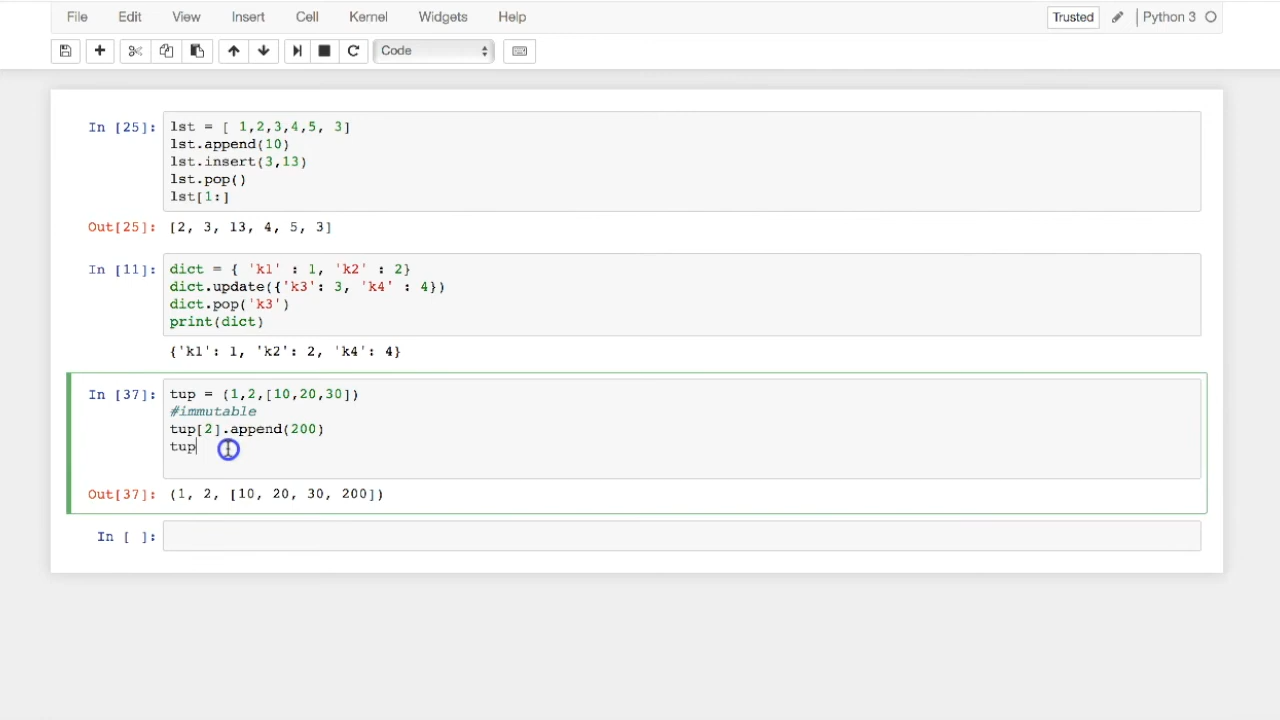 File Edit View Insert Cell Kernel Widgets Help Trusted Python 3
Code
In [25]: lst = [ 1,2,3,4,5, 3]
lst.append(10)
lst.insert(3,13)
lst.pop()
lst[1:]
Out[25]: [2, 3, 13, 4, 5, 3]
In [11]: dict = { 'k1' : 1, 'k2' : 2}
dict.update({'k3': 3, 'k4' : 4})
dict.pop('k3')
print(dict)
{'k1': 1, 'k2': 2, 'k4': 4}
In [37]: tup = (1,2,[10,20,30])
#immutable
tup[2].append(200)
tup
Out[37]: (1, 2, [10, 20, 30, 200])
In [ ]: